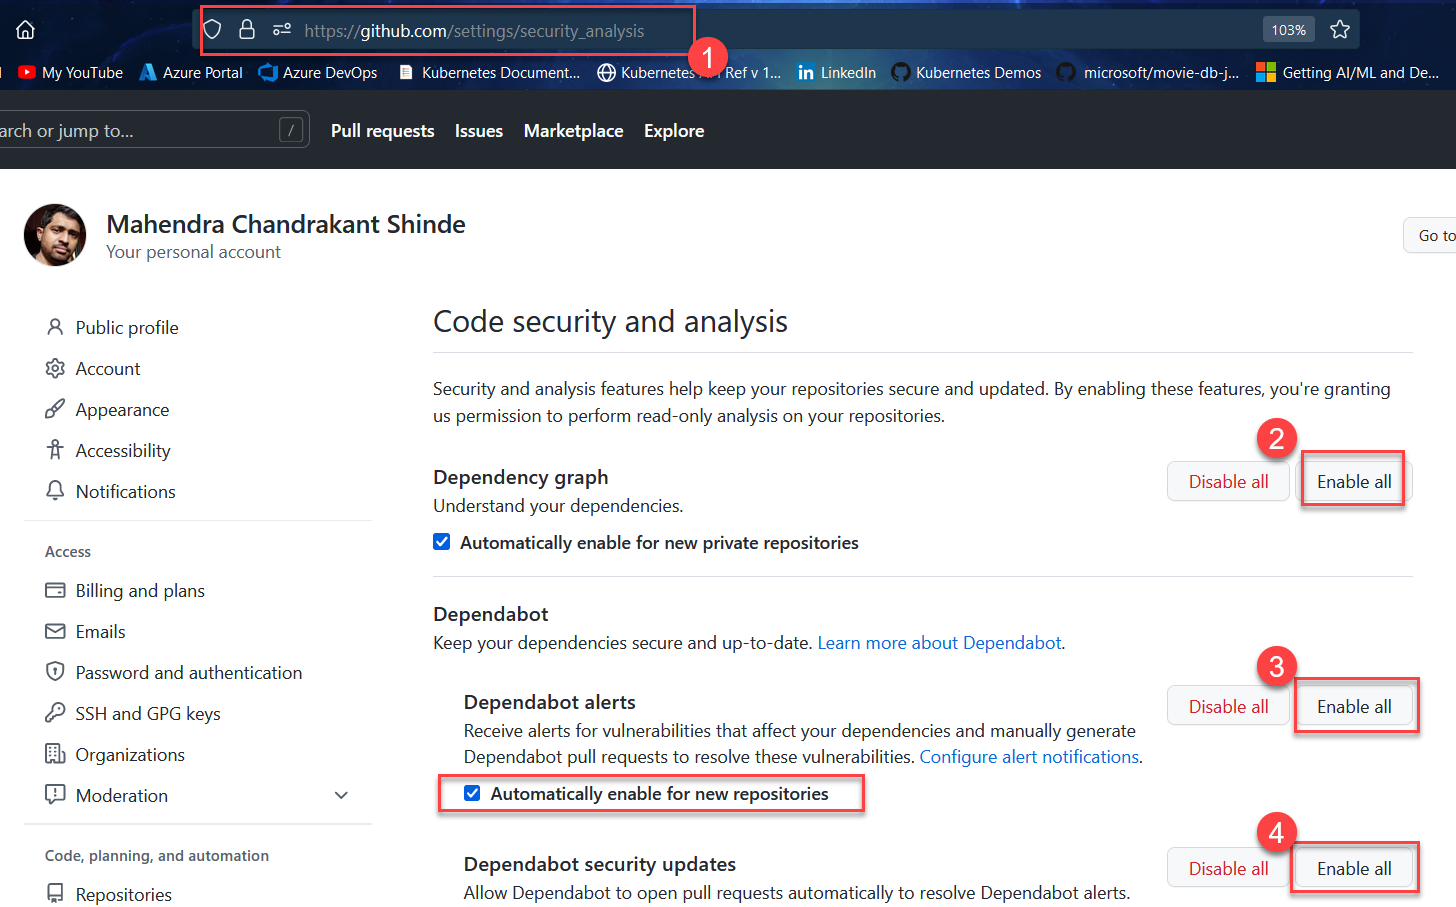 https://github.com/settings/security_analysis
103%
1
My YouTube
Azure Portal
Azure DevOps
Kubernetes Document...
Kubernetes
Ref v 1...
LinkedIn
Kubernetes Demos
microsoft/movie-db-j...
Getting AI/ML and De...
arch or jump to...
/
Pull requests
Issues
Marketplace
Explore
Mahendra Chandrakant Shinde
Your personal account
Go to
Public profile
Account
Appearance
Accessibility
Notifications
Access
Billing and plans
Emails
Password and authentication
SSH and GPG keys
Organizations
Moderation
Code, planning, and automation
Repositories
Code security and analysis
Security and analysis features help keep your repositories secure and updated. By enabling these features, you're granting
us permission to perform read-only analysis on your repositories.
2
Dependency graph
Disable all
Enable all
Understand your dependencies.
Automatically enable for new private repositories
Dependabot
Keep your dependencies secure and up-to-date. Learn more about Dependabot.
3
Dependabot alerts
Disable all
Enable all
Receive alerts for vulnerabilities that affect your dependencies and manually generate
Dependabot pull requests to resolve these vulnerabilities. Configure alert notifications.
Automatically enable for new repositories
4
Dependabot security updates
Disable all
Enable all
Allow Dependabot to open pull requests automatically to resolve Dependabot alerts.